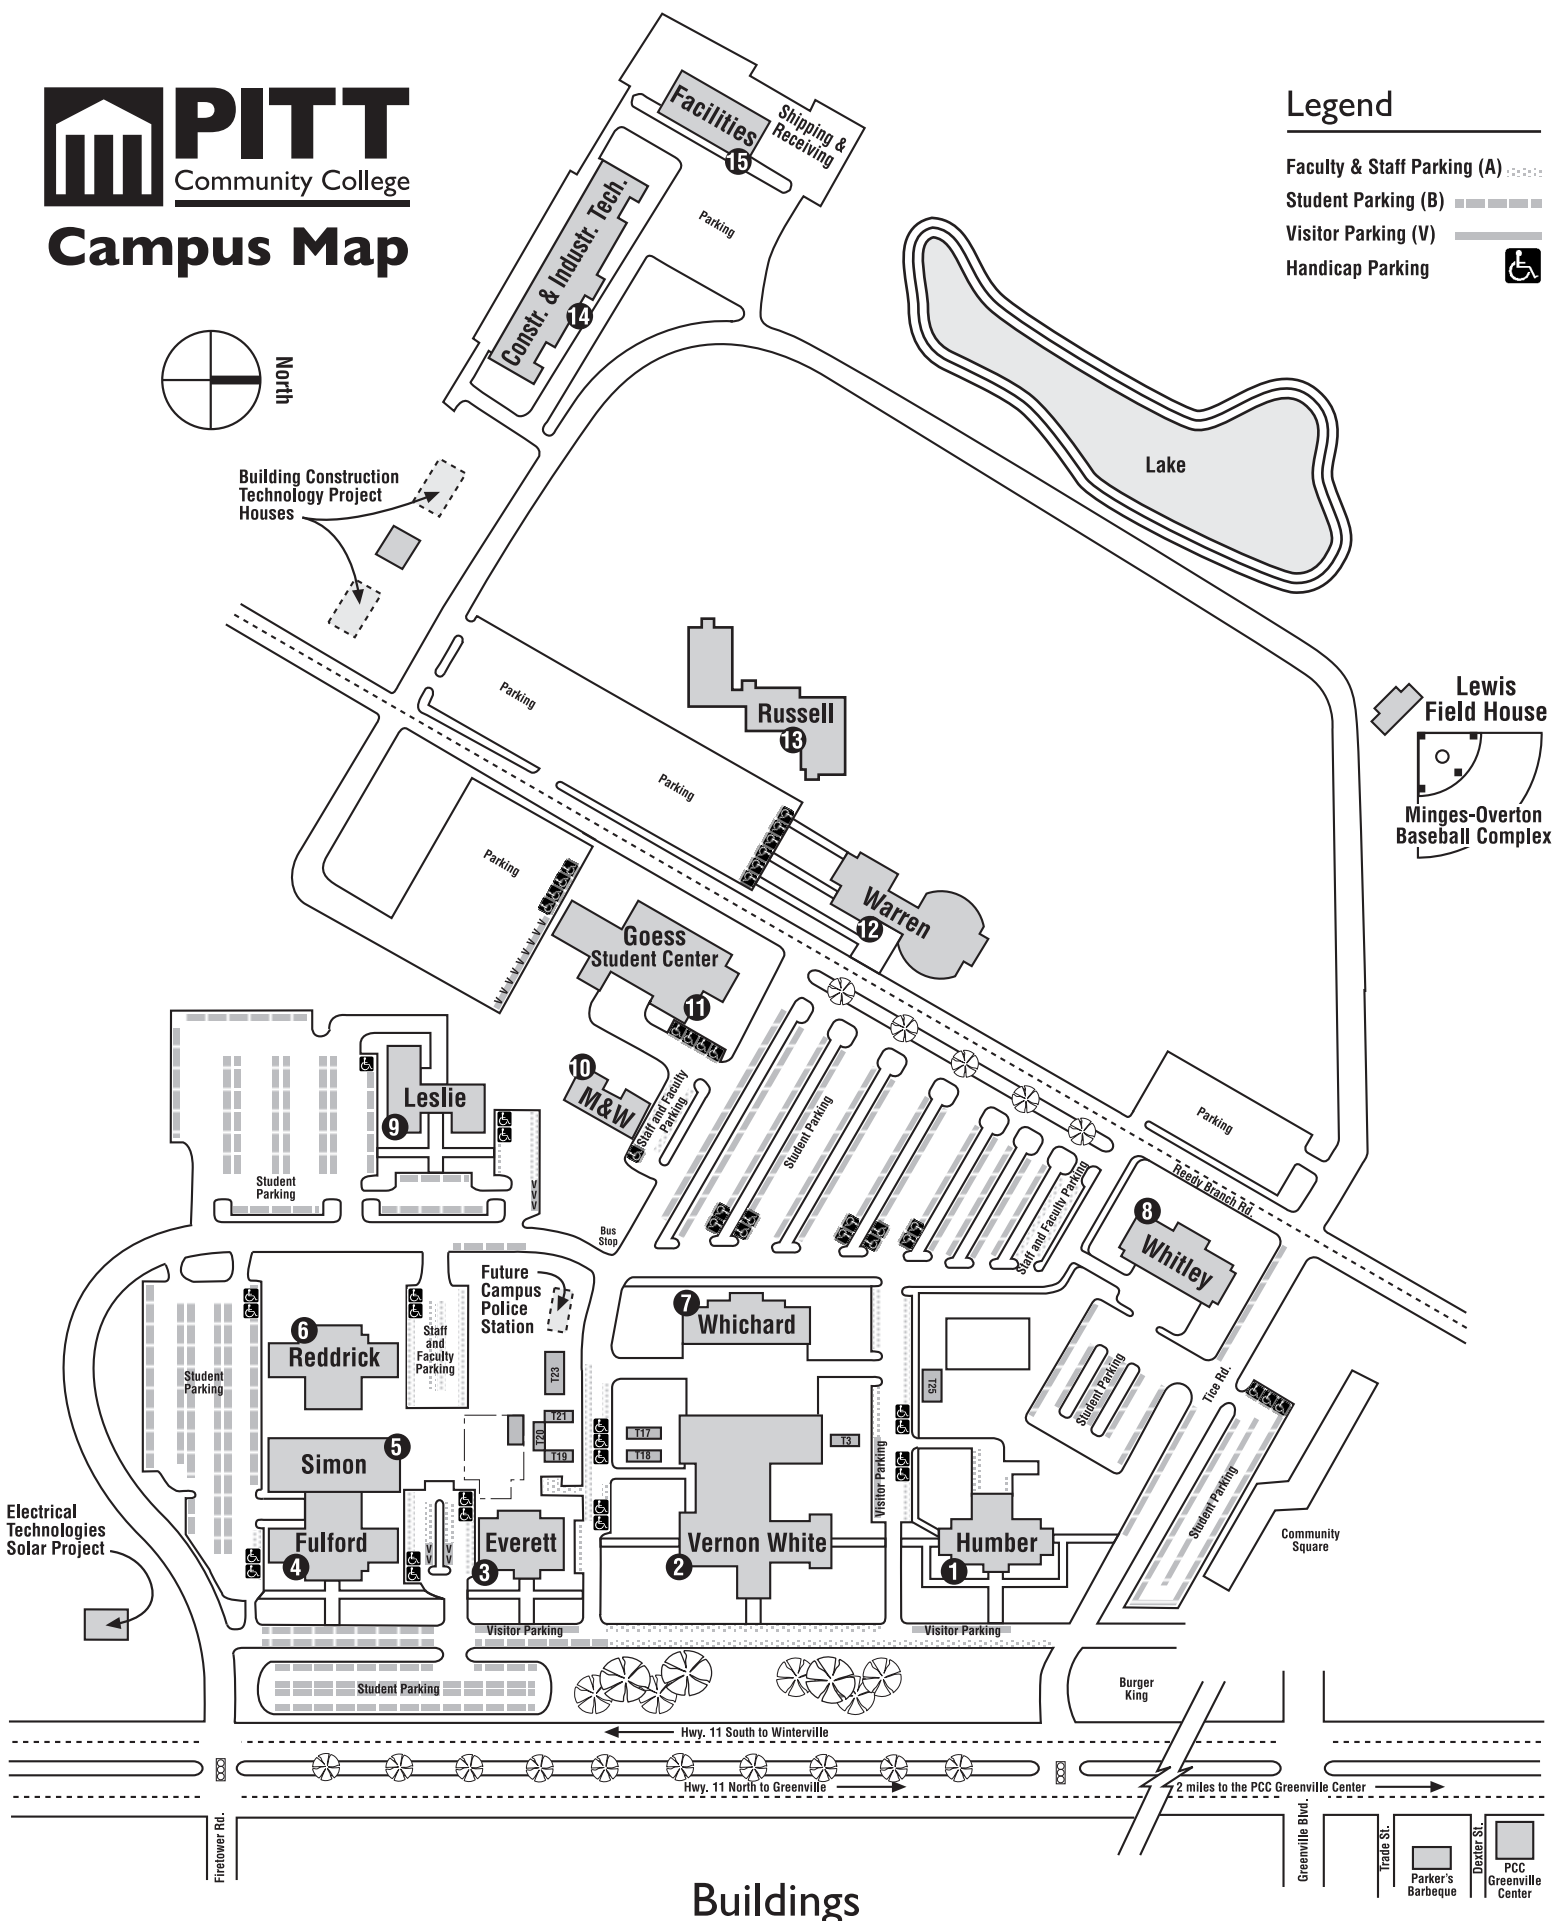 PITT
Community College
Campus Map
Legend
Faculty & Staff Parking (A)
Student Parking (B)
Visitor Parking (V)
Handicap Parking
North
Facilities
15
Shipping &
Receiving
Parking
Constr. & Industr. Tech.
14
Lake
Building Construction
Technology Project
Houses
Parking
Russell
13
Parking
Lewis
Field House
Minges-Overton
Baseball Complex
Parking
V V V V V V V V
Goess
Student Center
11
Warren
12
10
M&W
Staff and Faculty
Parking
Leslie
9
Student
Parking
V V V
Student Parking
Parking
Reedy Branch Rd.
Staff and Faculty Parking
8
Whitley
Bus
Stop
Future
Campus
Police
Station
7
Whichard
6
Reddrick
Staff
and
Faculty
Parking
Student
Parking
T23
T25
Student Parking
Tice Rd.
T21
T20
T19
T17
T18
T3
5
Simon
Visitor Parking
Student Parking
Community
Square
Electrical
Technologies
Solar Project
Fulford
4
V V
V V
Everett
3
Vernon White
2
Humber
1
Visitor Parking
Visitor Parking
Student Parking
Burger
King
Hwy. 11 South to Winterville
Hwy. 11 North to Greenville
2 miles to the PCC Greenville Center
Firetower Rd.
Greenville Blvd.
Trade St.
Parker's
Barbeque
Dexter St.
PCC
Greenville
Center
Buildings